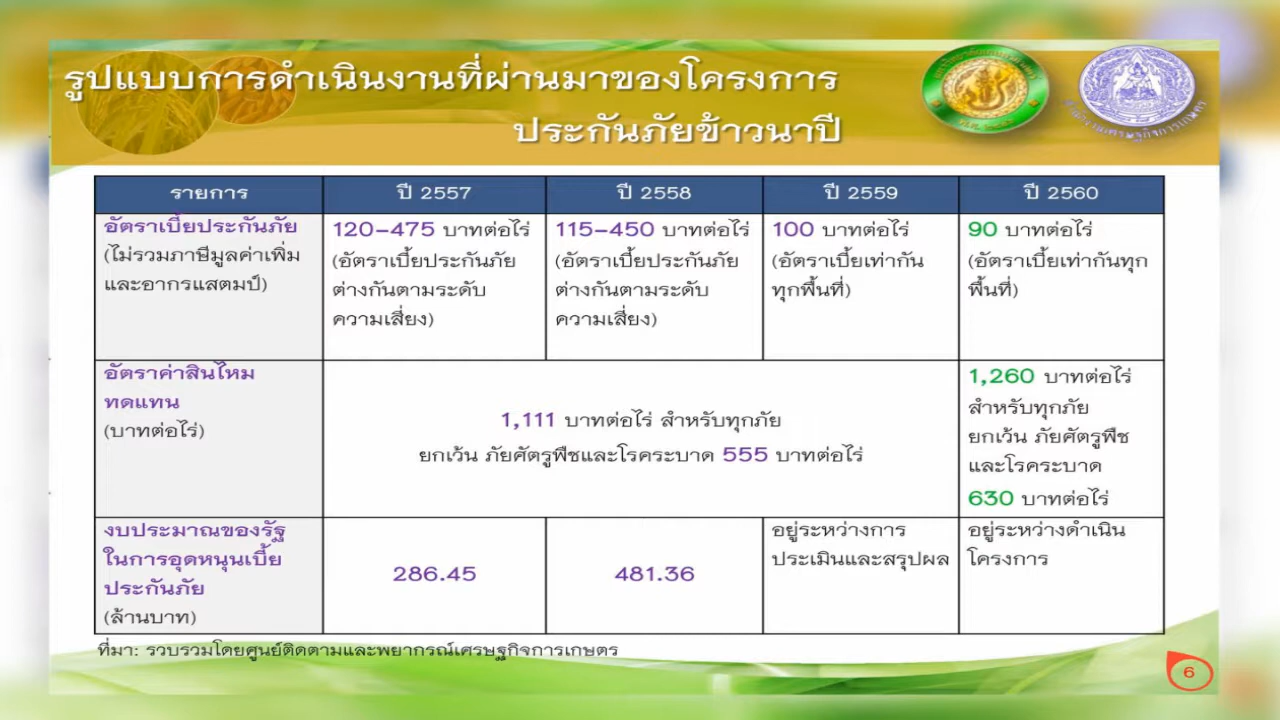 รูปแบบการดำเนินงานที่ผ่านมาของโครงการ
ประกันภัยข้าวนาปี
สำนักงานเศรษฐกิจการเกษตร
รายการ
ปี 2557
ปี 2558
ปี 2559
ปี 2560
อัตราเบี้ยประกันภัย
(ไม่รวมภาษีมูลค่าเพิ่ม
และอากรแสตมป์)
120–475 บาทต่อไร่
(อัตราเบี้ยประกันภัย
ต่างกันตามระดับ
ความเสี่ยง)
115–450 บาทต่อไร่
(อัตราเบี้ยประกันภัย
ต่างกันตามระดับ
ความเสี่ยง)
100 บาทต่อไร่
(อัตราเบี้ยเท่ากัน
ทุกพื้นที่)
90 บาทต่อไร่
(อัตราเบี้ยเท่ากันทุก
พื้นที่)
อัตราค่าสินไหม
ทดแทน
(บาทต่อไร่)
1,111 บาทต่อไร่ สำหรับทุกภัย
ยกเว้น ภัยศัตรูพืชและโรคระบาด 555 บาทต่อไร่
1,260 บาทต่อไร่
สำหรับทุกภัย
ยกเว้น ภัยศัตรูพืช
และโรคระบาด
630 บาทต่อไร่
งบประมาณของรัฐ
ในการอุดหนุนเบี้ย
ประกันภัย
(ล้านบาท)
286.45
481.36
อยู่ระหว่างการ
ประเมินและสรุปผล
อยู่ระหว่างดำเนิน
โครงการ
ที่มา: รวบรวมโดยศูนย์ติดตามและพยากรณ์เศรษฐกิจการเกษตร
6